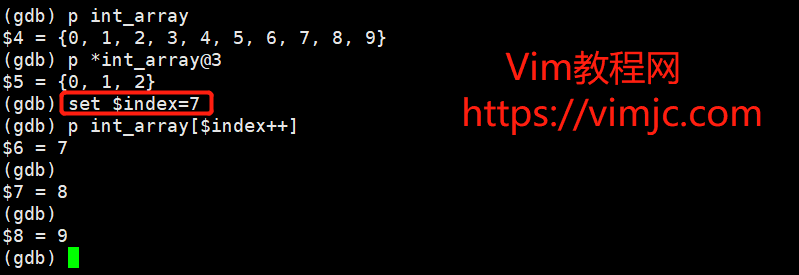 (gdb) p int_array
$4 = {0, 1, 2, 3, 4, 5, 6, 7, 8, 9}
(gdb) p *int_array@3
$5 = {0, 1, 2}
(gdb) set $index=7
(gdb) p int_array[$index++]
$6 = 7
(gdb)
$7 = 8
(gdb)
$8 = 9
(gdb)
Vim教程网
https://vimjc.com